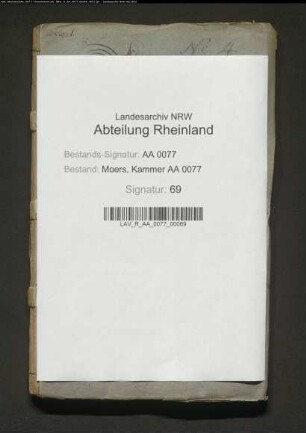 Landesarchiv NRW
Abteilung Rheinland
Bestands-Signatur: AA 0077
Bestand: Moers, Kammer AA 0077
Signatur: 69
LAV_R_AA_0077_00069